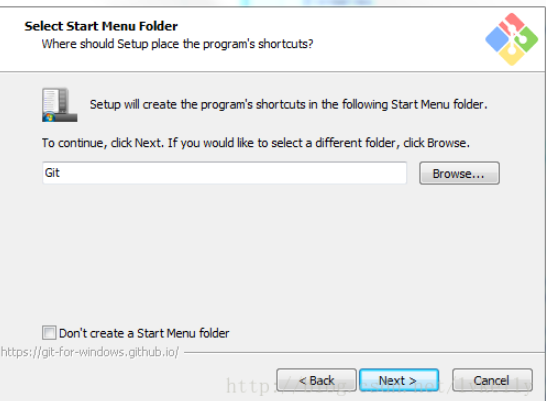 Select Start Menu Folder
Where should Setup place the program's shortcuts?
Setup will create the program's shortcuts in the following Start Menu folder.
To continue, click Next. If you would like to select a different folder, click Browse.
Git
Browse...
Don't create a Start Menu folder
https://git-for-windows.github.io/
< Back
Next >
Cancel